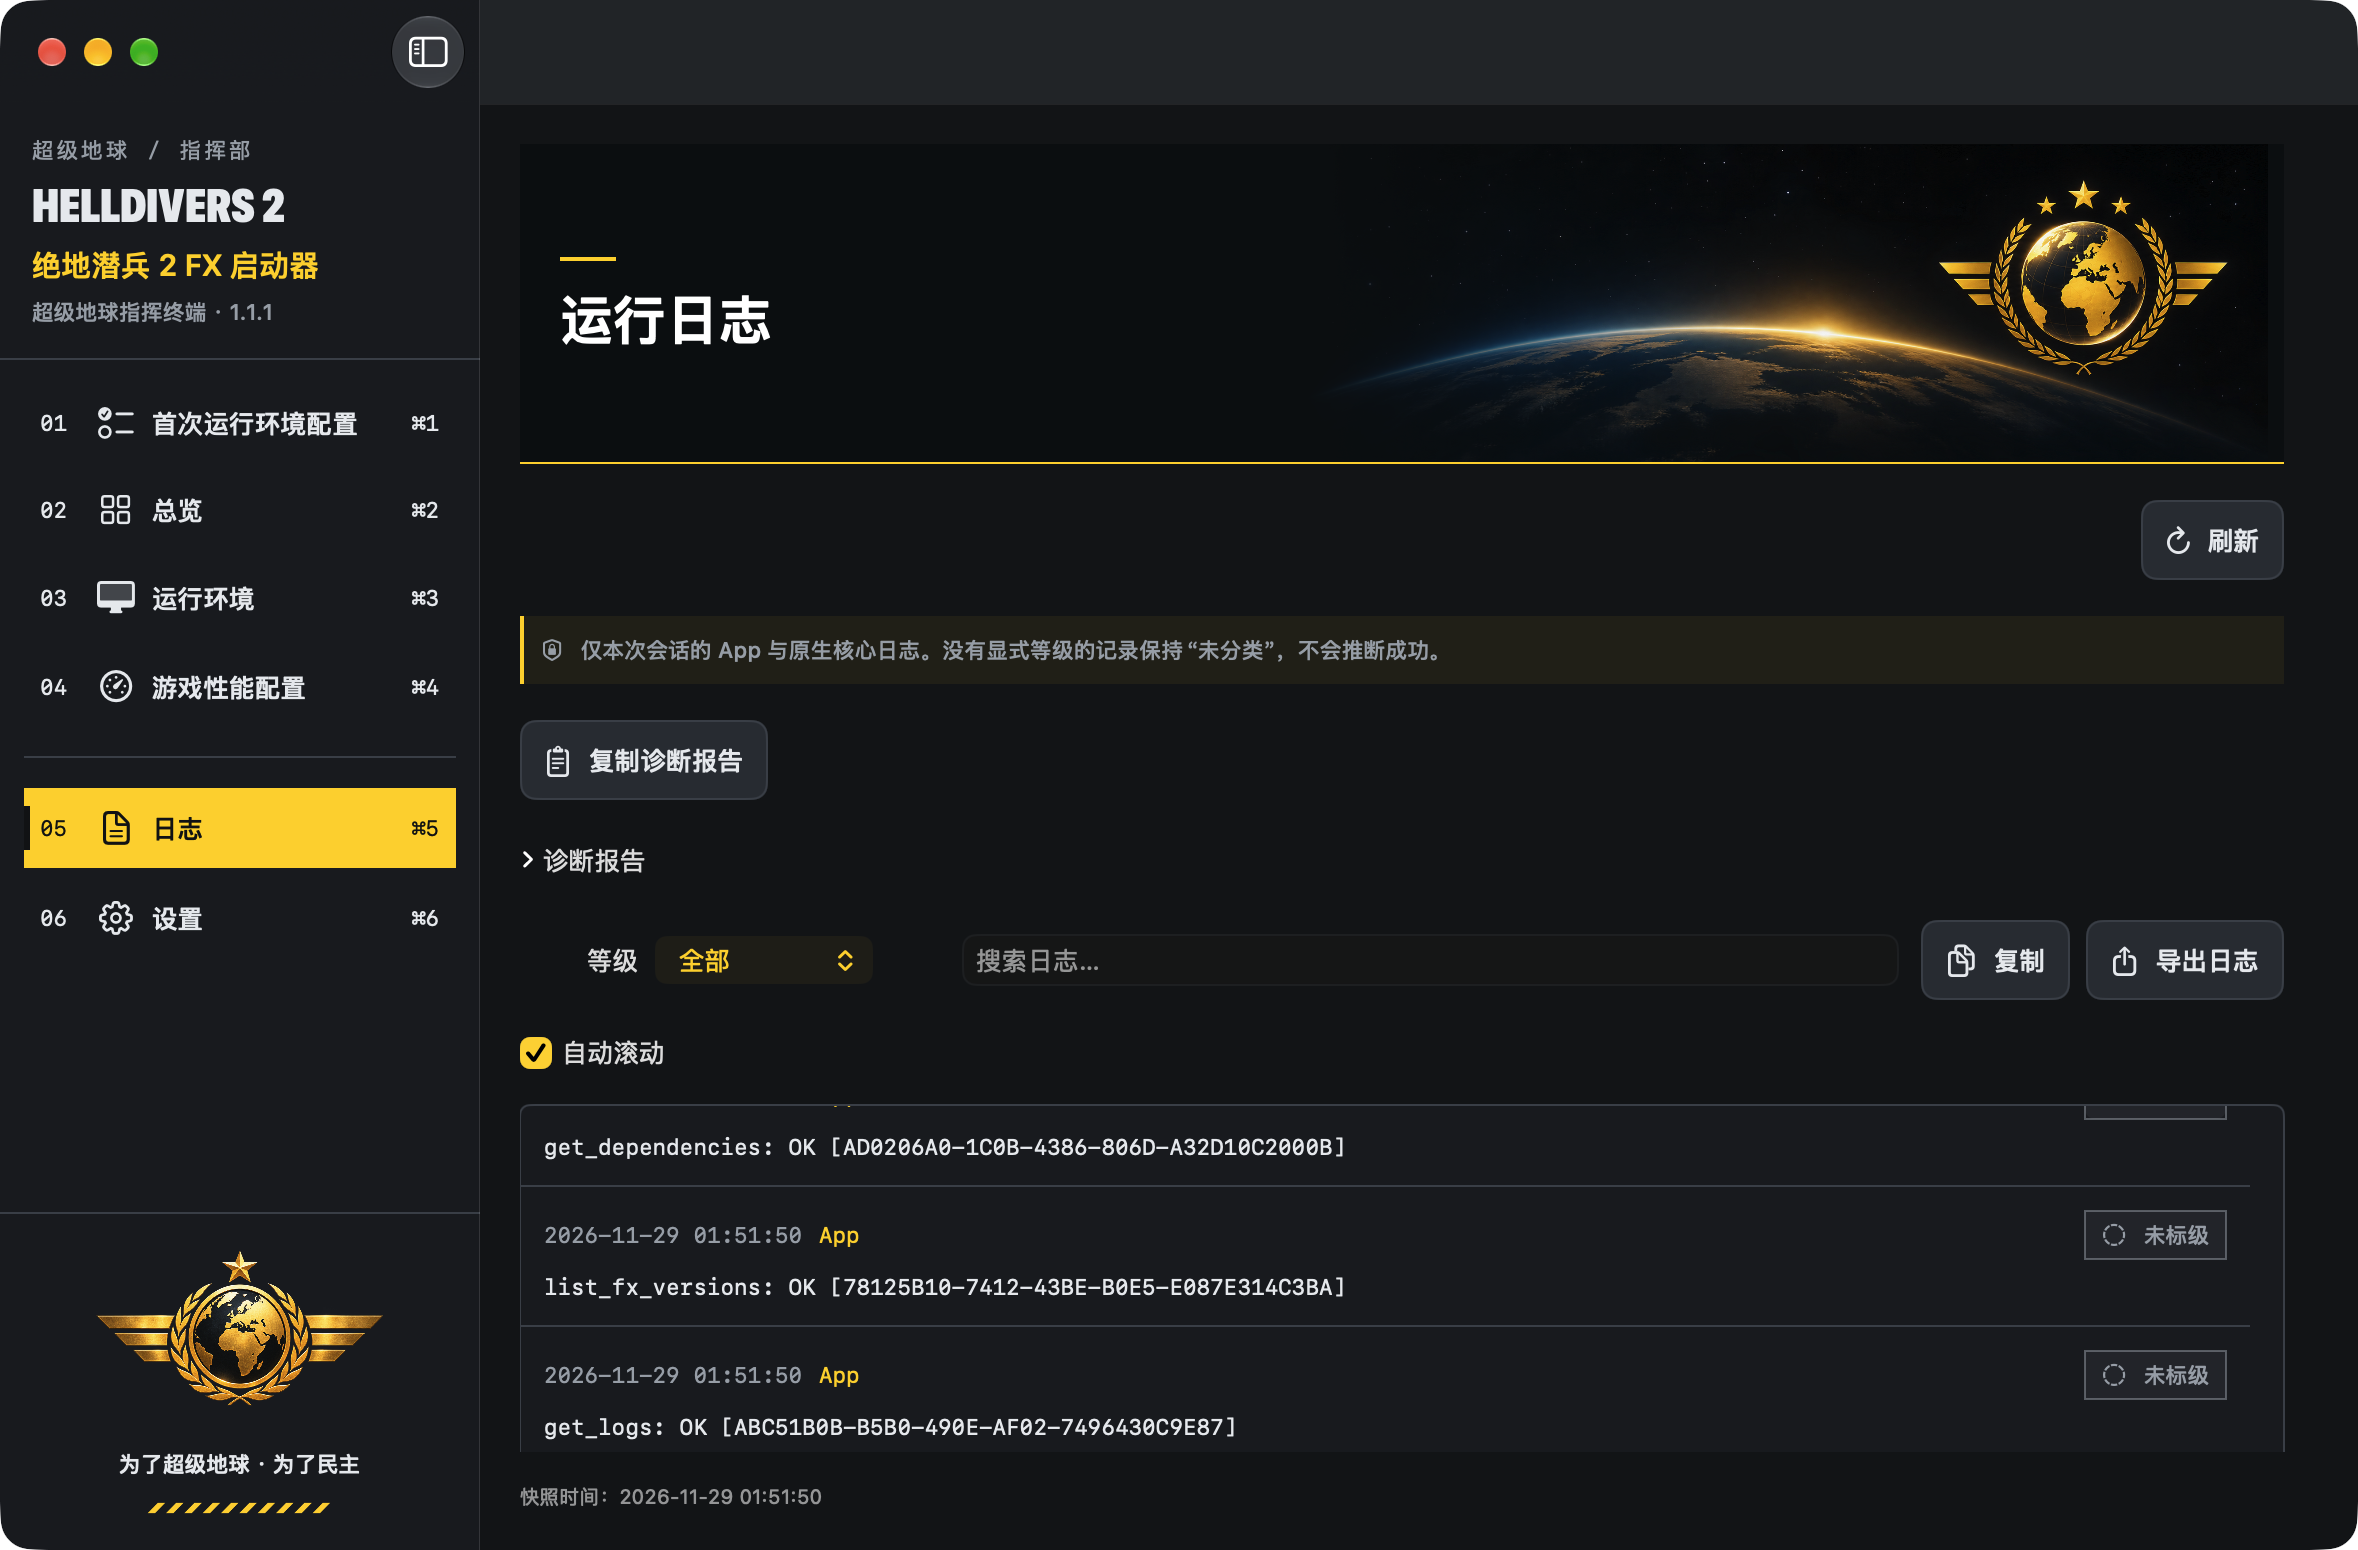 超级地球 / 指挥部
HELLDIVERS 2
绝地潜兵 2 FX 启动器
超级地球指挥终端 · 1.1.1
01 首次运行环境配置 ⌘1
02 总览 ⌘2
03 运行环境 ⌘3
04 游戏性能配置 ⌘4
05 日志 ⌘5
06 设置 ⌘6
为了超级地球 · 为了民主
运行日志
刷新
仅本次会话的 App 与原生核心日志。没有显式等级的记录保持“未分类”，不会推断成功。
复制诊断报告
诊断报告
等级 全部 搜索日志... 复制 导出日志
自动滚动
get_dependencies: OK [AD0206A0-1C0B-4386-806D-A32D10C2000B]
2026-11-29 01:51:50 App 未标级
list_fx_versions: OK [78125B10-7412-43BE-B0E5-E087E314C3BA]
2026-11-29 01:51:50 App 未标级
get_logs: OK [ABC51B0B-B5B0-490E-AF02-7496430C9E87]
快照时间：2026-11-29 01:51:50